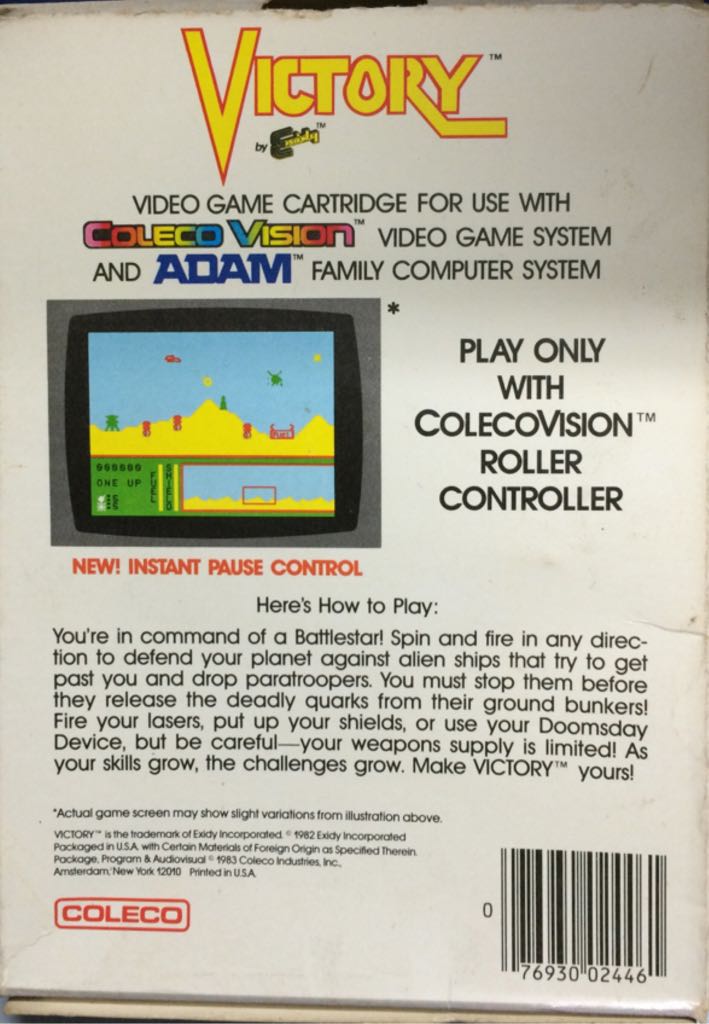 VICTORY™
by Exidy™
VIDEO GAME CARTRIDGE FOR USE WITH
COLECO VISION™ VIDEO GAME SYSTEM
AND ADAM™ FAMILY COMPUTER SYSTEM
*
PLAY ONLY
WITH
COLECOVISION™
ROLLER
CONTROLLER
000000
ONE UP
FUEL
SHIELD
FUEL
NEW! INSTANT PAUSE CONTROL
Here's How to Play:
You're in command of a Battlestar! Spin and fire in any direc-
tion to defend your planet against alien ships that try to get
past you and drop paratroopers. You must stop them before
they release the deadly quarks from their ground bunkers!
Fire your lasers, put up your shields, or use your Doomsday
Device, but be careful—your weapons supply is limited! As
your skills grow, the challenges grow. Make VICTORY™ yours!
*Actual game screen may show slight variations from illustration above.
VICTORY™ is the trademark of Exidy Incorporated. © 1982 Exidy Incorporated
Packaged in U.S.A. with Certain Materials of Foreign Origin as Specified Therein.
Package, Program & Audiovisual © 1983 Coleco Industries, Inc.,
Amsterdam, New York 12010 Printed in U.S.A.
COLECO
0 76930 02446